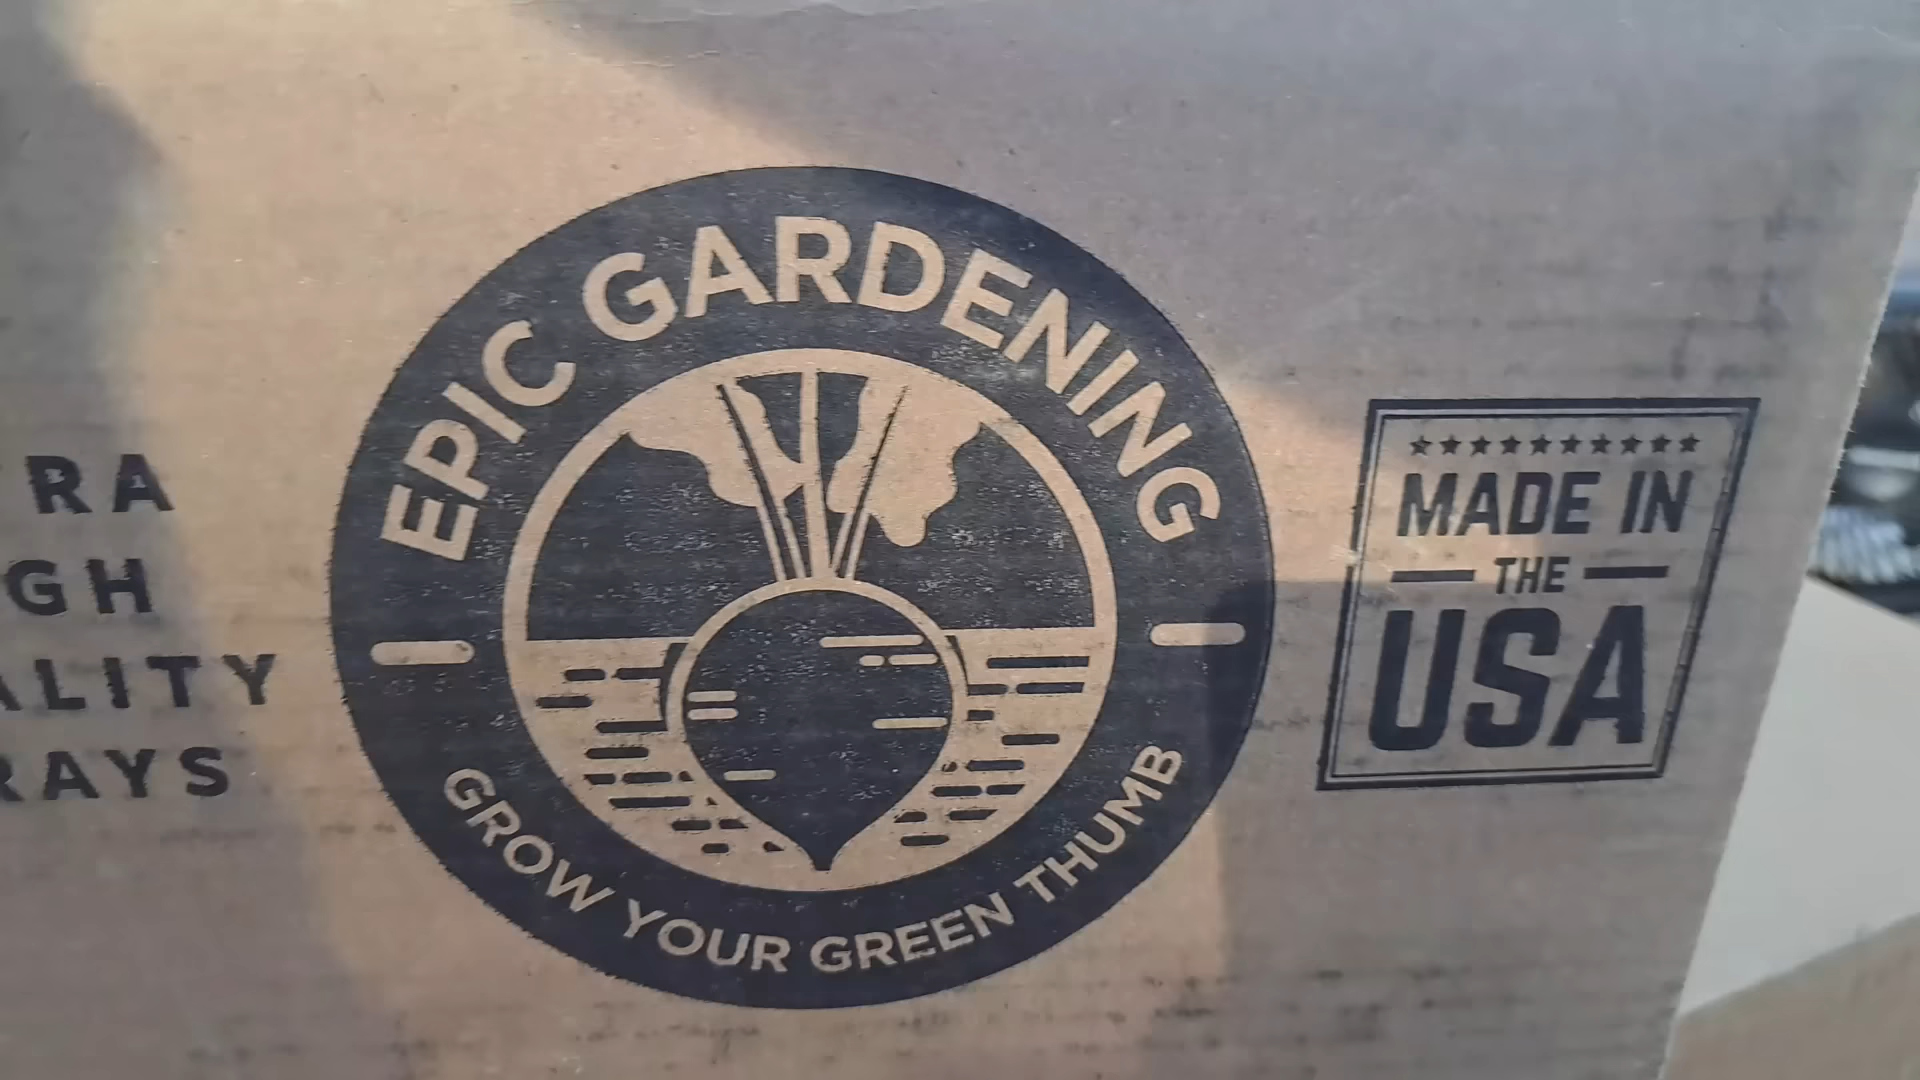 RA
GH
ALITY
RAYS
EPIC GARDENING
GROW YOUR GREEN THUMB
MADE IN
THE
USA